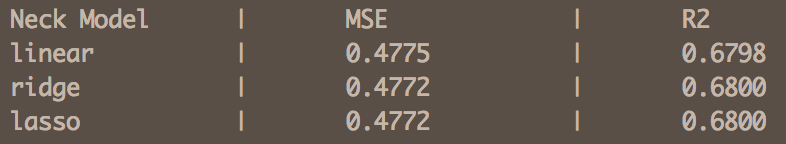 Neck Model | MSE | R2
linear | 0.4775 | 0.6798
ridge | 0.4772 | 0.6800
lasso | 0.4772 | 0.6800